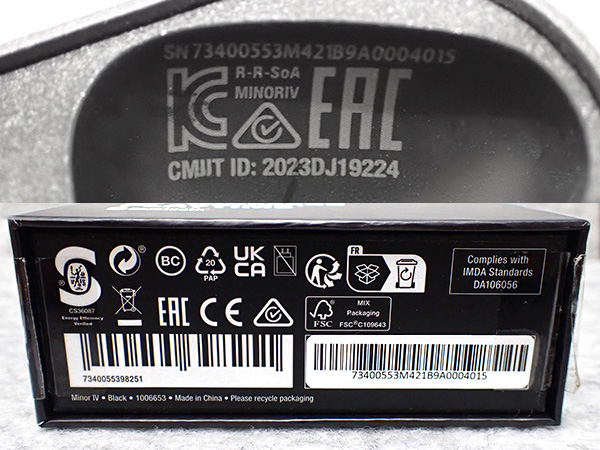 SN 73400553M421B9A0004015
R-R-SoA
MINORIV
EAC
CMIIT ID: 2023DJ19224
BC
20
PAP
UK
CA
FR
Complies with
IMDA Standards
DA106056
CS36087
Energy Efficiency
Verified
EAC
CE
FSC
MIX
Packaging
FSC® C109643
7340055398251
73400553M421B9A0004015
Minor IV • Black • 1006653 • Made in China • Please recycle packaging